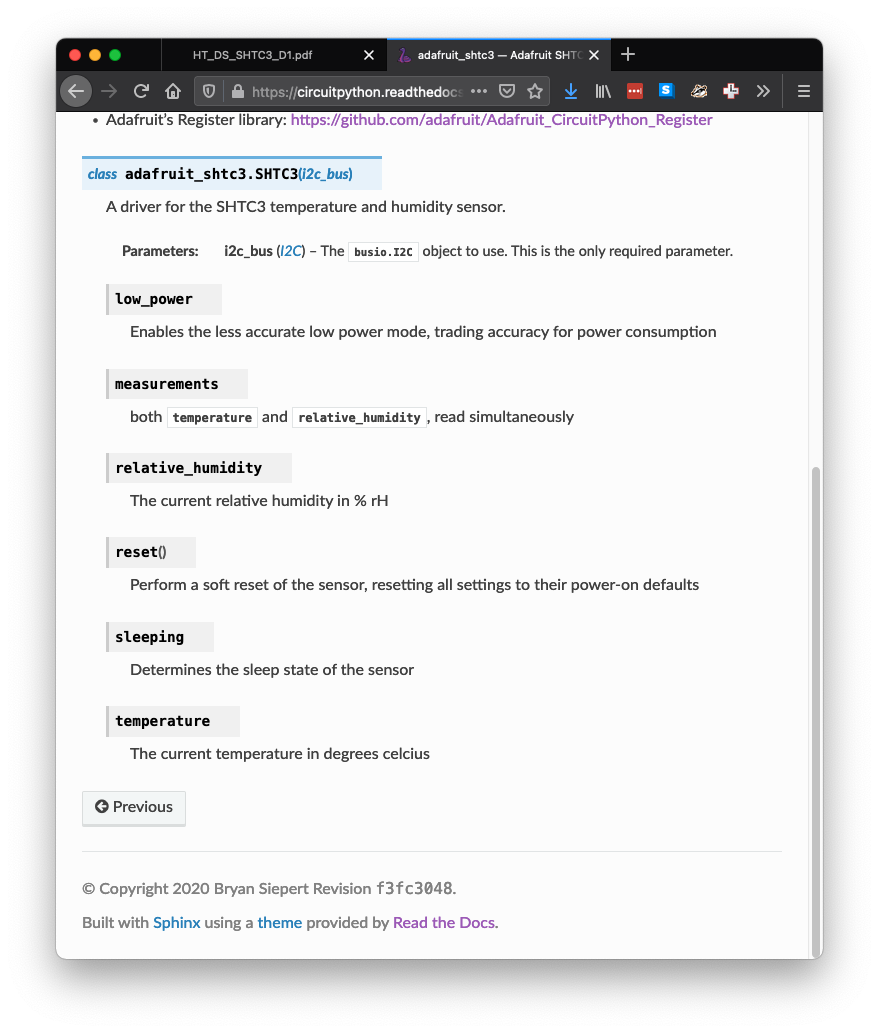 HT_DS_SHTC3_D1.pdf
adafruit_shtc3 — Adafruit SHTC
https://circuitpython.readthedocs
• Adafruit's Register library: https://github.com/adafruit/Adafruit_CircuitPython_Register
class adafruit_shtc3.SHTC3(i2c_bus)
A driver for the SHTC3 temperature and humidity sensor.
Parameters: i2c_bus (I2C) – The busio.I2C object to use. This is the only required parameter.
low_power
Enables the less accurate low power mode, trading accuracy for power consumption
measurements
both temperature and relative_humidity, read simultaneously
relative_humidity
The current relative humidity in % rH
reset()
Perform a soft reset of the sensor, resetting all settings to their power-on defaults
sleeping
Determines the sleep state of the sensor
temperature
The current temperature in degrees celcius
Previous
© Copyright 2020 Bryan Siepert Revision f3fc3048.
Built with Sphinx using a theme provided by Read the Docs.